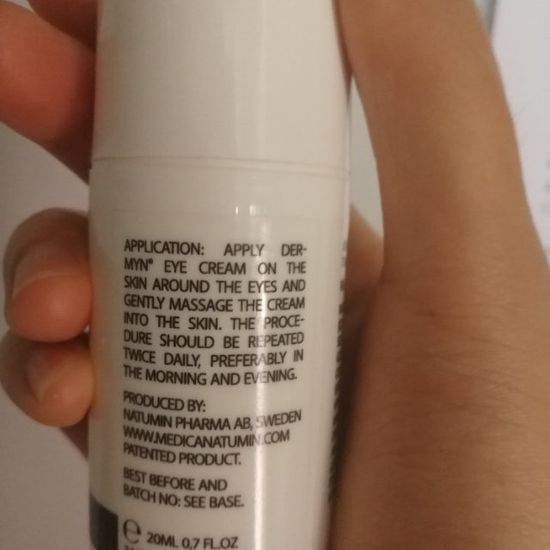 APPLICATION: APPLY DER-
MYN® EYE CREAM ON THE
SKIN AROUND THE EYES AND
GENTLY MASSAGE THE CREAM
INTO THE SKIN. THE PROCE-
DURE SHOULD BE REPEATED
TWICE DAILY, PREFERABLY IN
THE MORNING AND EVENING.
PRODUCED BY:
NATUMIN PHARMA AB, SWEDEN
WWW.MEDICANATUMIN.COM
PATENTED PRODUCT.
BEST BEFORE AND
BATCH NO: SEE BASE.
℮ 20ML 0,7 FL.OZ